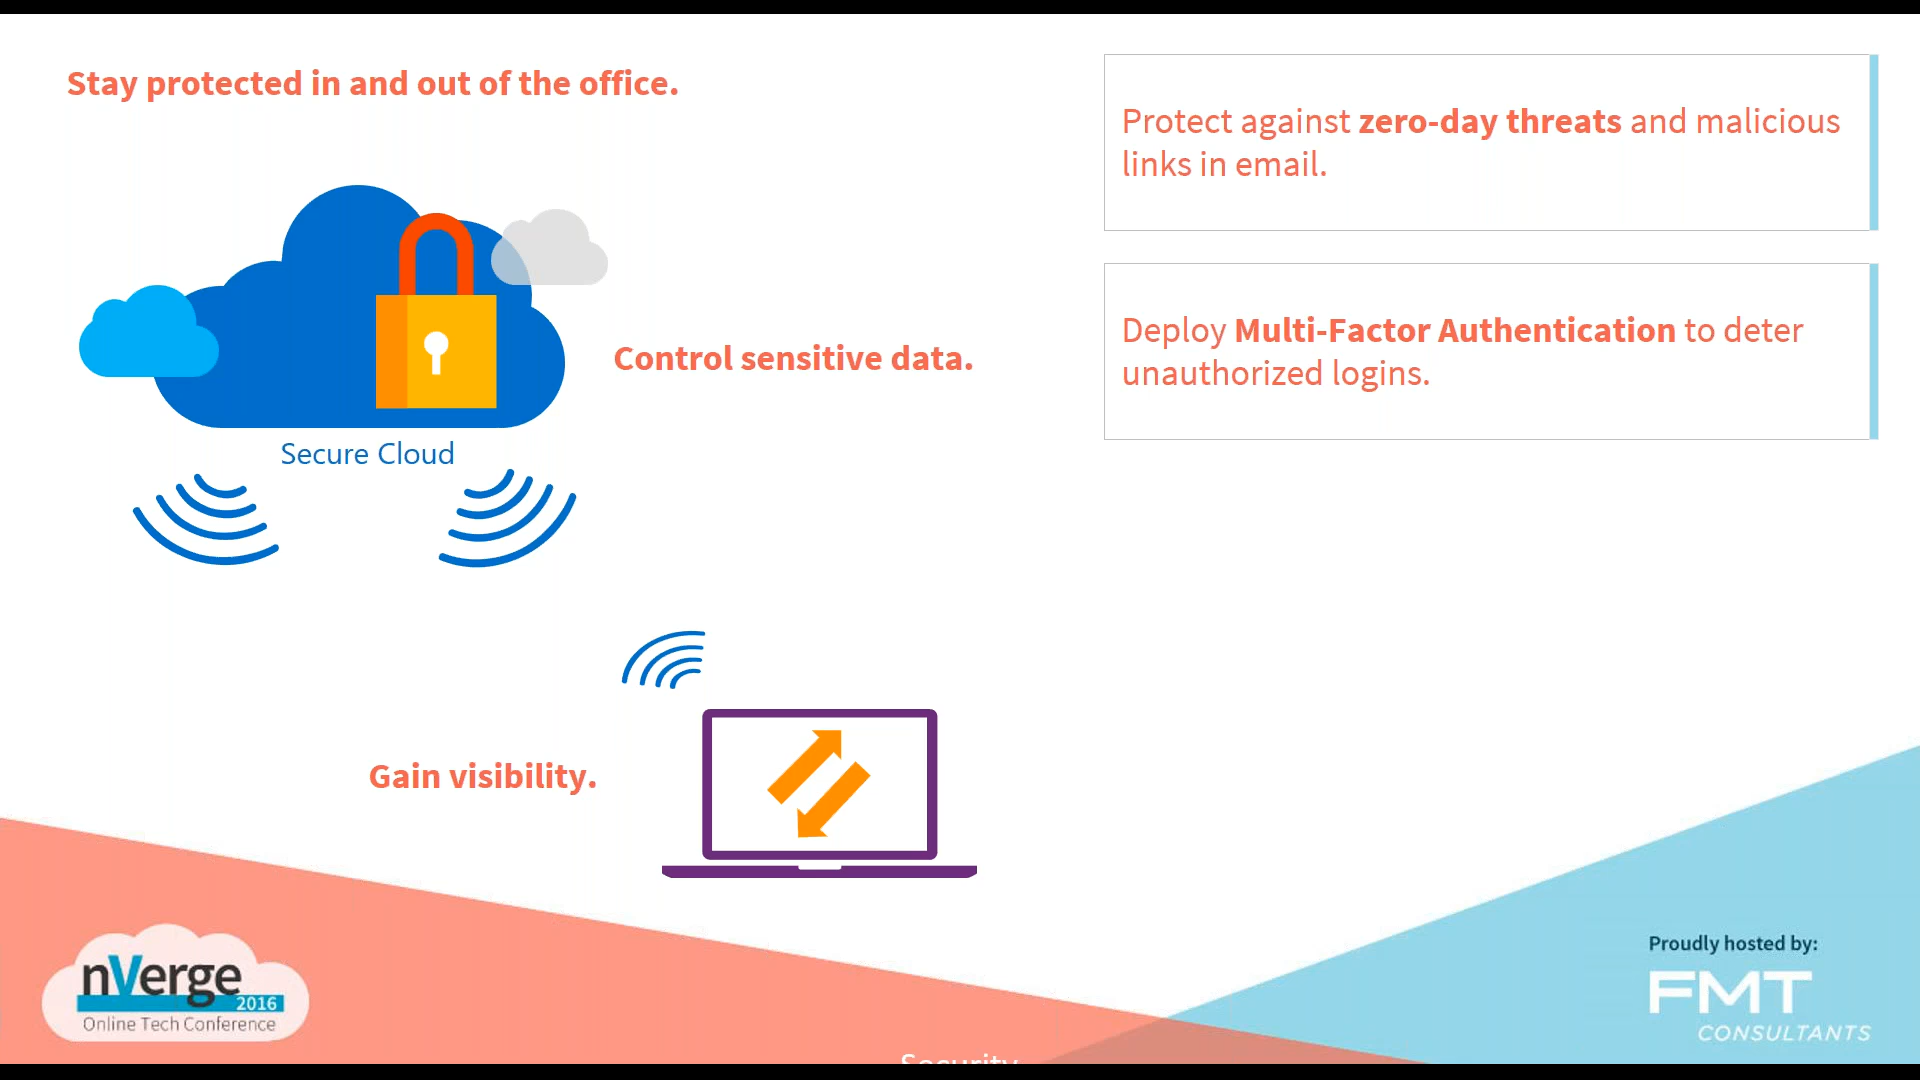 Stay protected in and out of the office.
Protect against zero-day threats and malicious
links in email.
Deploy Multi-Factor Authentication to deter
unauthorized logins.
Control sensitive data.
Secure Cloud
Gain visibility.
nVerge
2016
Online Tech Conference
Proudly hosted by:
FMT
CONSULTANTS
Security